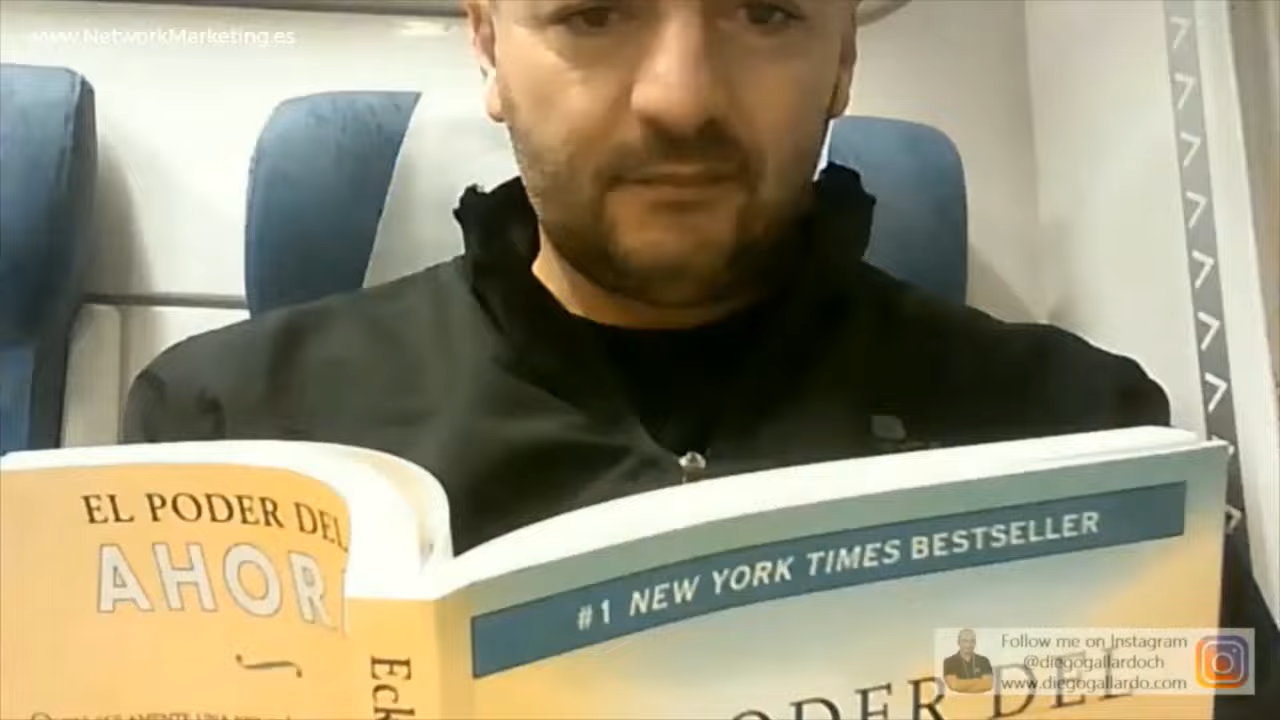 www.NetworkMarketing.es
EL PODER DEL
AHOR
Eck
#1 NEW YORK TIMES BESTSELLER
ODER DEL
Follow me on Instagram
@diegogallardoch
www.diegogallardo.com